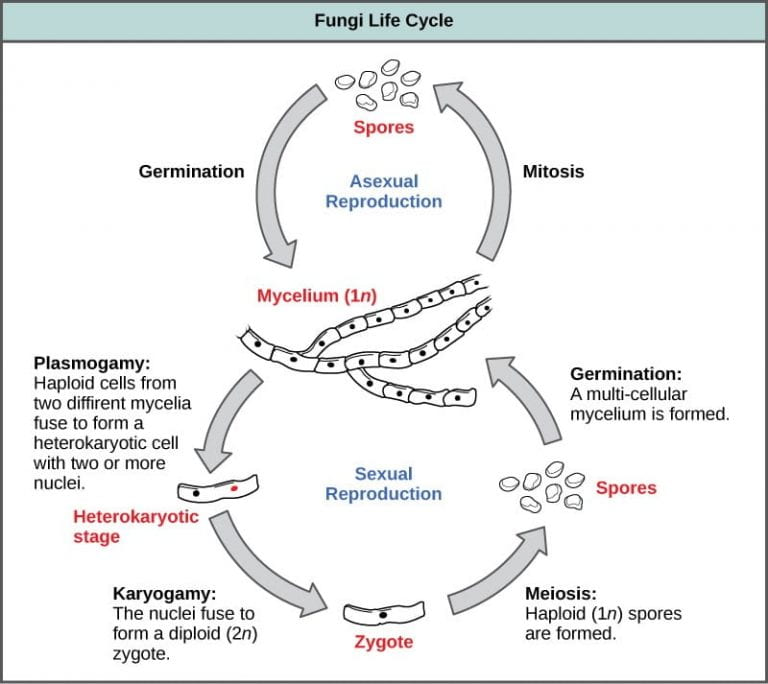 Fungi Life Cycle
Spores
Germination
Mitosis
Asexual
Reproduction
Mycelium (1n)
Plasmogamy:
Haploid cells from
two diffirent mycelia
fuse to form a
heterokaryotic cell
with two or more
nuclei.
Germination:
A multi-cellular
mycelium is formed.
Sexual
Reproduction
Spores
Heterokaryotic
stage
Karyogamy:
The nuclei fuse to
form a diploid (2n)
zygote.
Zygote
Meiosis:
Haploid (1n) spores
are formed.